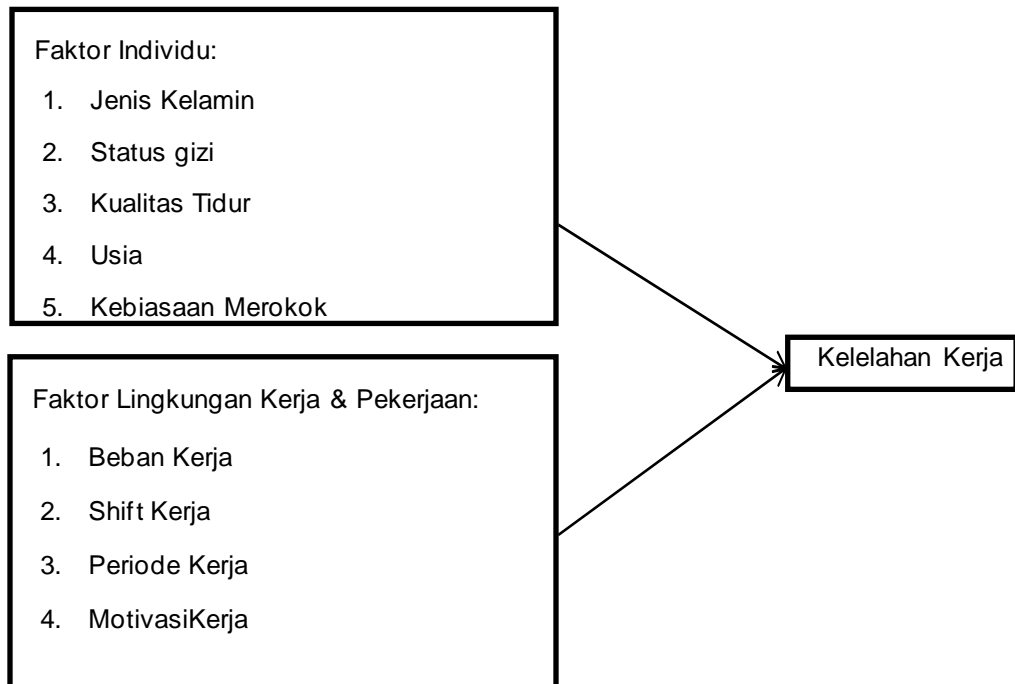 Faktor Individu:
1. Jenis Kelamin
2. Status gizi
3. Kualitas Tidur
4. Usia
5. Kebiasaan Merokok
Faktor Lingkungan Kerja & Pekerjaan:
1. Beban Kerja
2. Shift Kerja
3. Periode Kerja
4. MotivasiKerja
Kelelahan Kerja